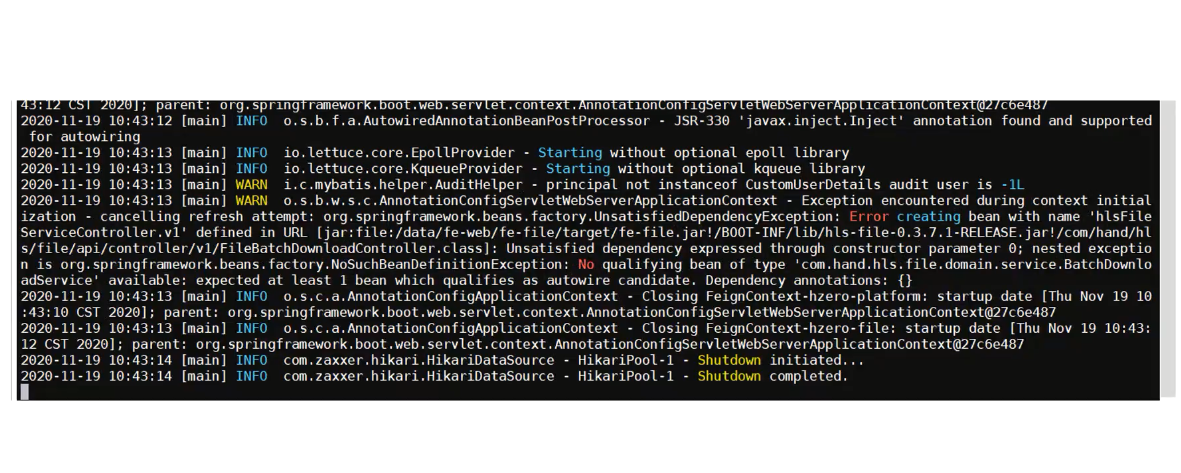 43:12 CST 2020]; parent: org.springframework.boot.web.servlet.context.AnnotationConfigServletWebServerApplicationContext@27c6e487
2020-11-19 10:43:12 [main] INFO  o.s.b.f.a.AutowiredAnnotationBeanPostProcessor - JSR-330 'javax.inject.Inject' annotation found and supported
 for autowiring
2020-11-19 10:43:13 [main] INFO  io.lettuce.core.EpollProvider - Starting without optional epoll library
2020-11-19 10:43:13 [main] INFO  io.lettuce.core.KqueueProvider - Starting without optional kqueue library
2020-11-19 10:43:13 [main] WARN  i.c.mybatis.helper.AuditHelper - principal not instanceof CustomUserDetails audit user is -1L
2020-11-19 10:43:13 [main] WARN  o.s.b.w.s.c.AnnotationConfigServletWebServerApplicationContext - Exception encountered during context initial
ization - cancelling refresh attempt: org.springframework.beans.factory.UnsatisfiedDependencyException: Error creating bean with name 'hlsFile
ServiceController.v1' defined in URL [jar:file:/data/fe-web/fe-file/target/fe-file.jar!/BOOT-INF/lib/hls-file-0.3.7.1-RELEASE.jar!/com/hand/hl
s/file/api/controller/v1/FileBatchDownloadController.class]: Unsatisfied dependency expressed through constructor parameter 0; nested exceptio
n is org.springframework.beans.factory.NoSuchBeanDefinitionException: No qualifying bean of type 'com.hand.hls.file.domain.service.BatchDownlo
adService' available: expected at least 1 bean which qualifies as autowire candidate. Dependency annotations: {}
2020-11-19 10:43:13 [main] INFO  o.s.c.a.AnnotationConfigApplicationContext - Closing FeignContext-hzero-platform: startup date [Thu Nov 19 10
:43:10 CST 2020]; parent: org.springframework.boot.web.servlet.context.AnnotationConfigServletWebServerApplicationContext@27c6e487
2020-11-19 10:43:13 [main] INFO  o.s.c.a.AnnotationConfigApplicationContext - Closing FeignContext-hzero-file: startup date [Thu Nov 19 10:43:
12 CST 2020]; parent: org.springframework.boot.web.servlet.context.AnnotationConfigServletWebServerApplicationContext@27c6e487
2020-11-19 10:43:14 [main] INFO  com.zaxxer.hikari.HikariDataSource - HikariPool-1 - Shutdown initiated...
2020-11-19 10:43:14 [main] INFO  com.zaxxer.hikari.HikariDataSource - HikariPool-1 - Shutdown completed.